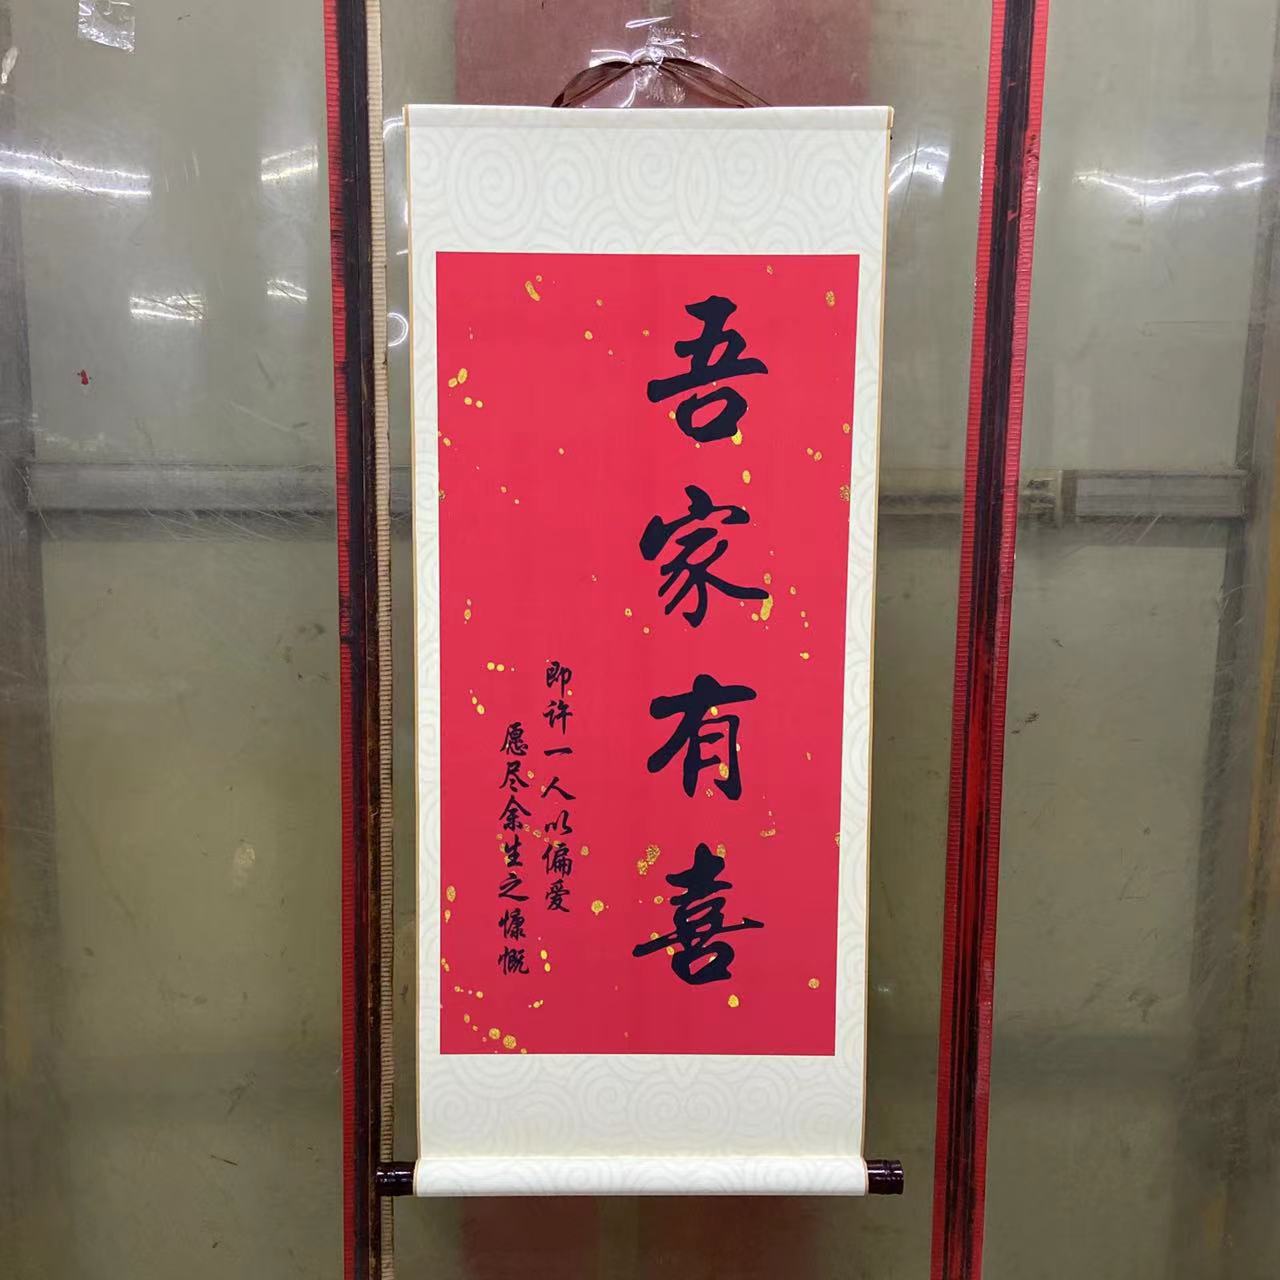 吾家有喜
即许一人以偏爱
愿尽余生之慷慨